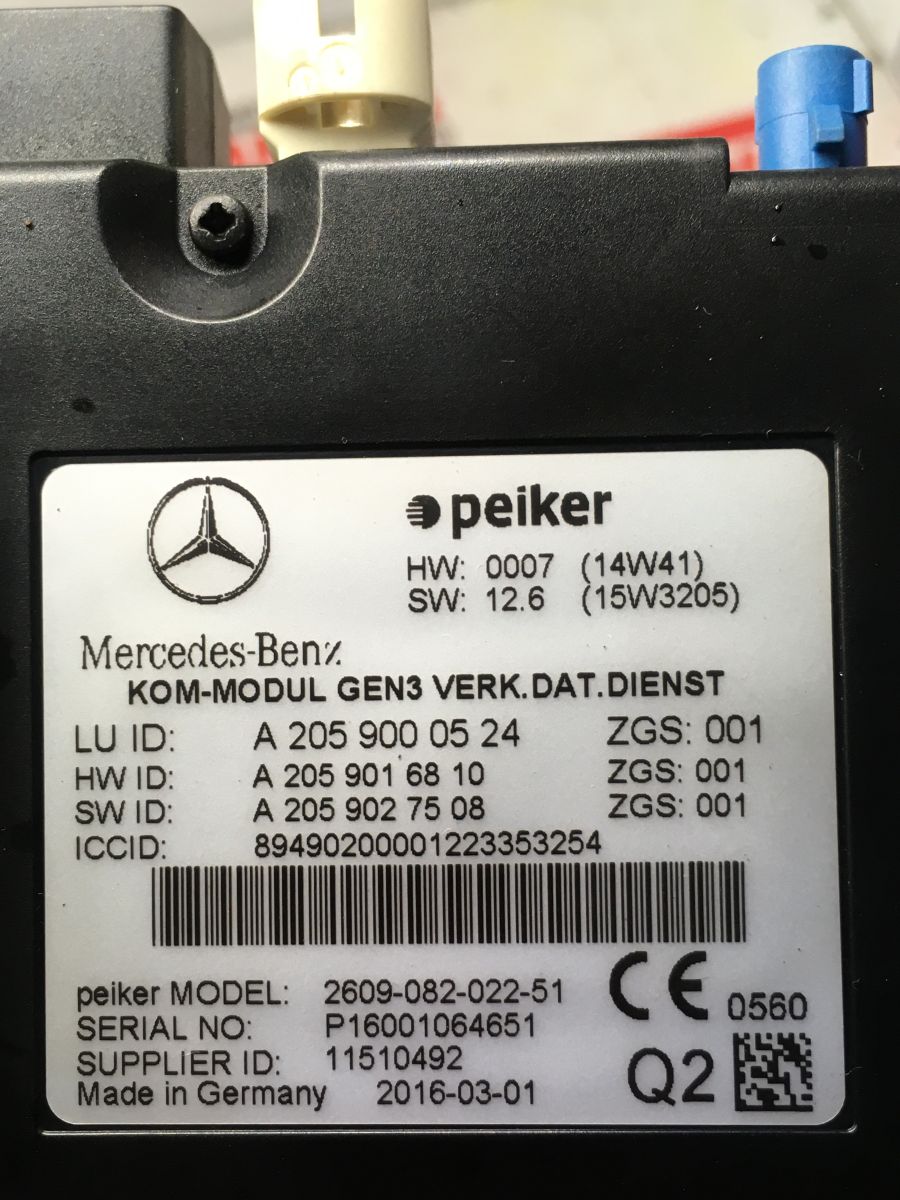 peiker
HW: 0007 (14W41)
SW: 12.6 (15W3205)
Mercedes-Benz
KOM-MODUL GEN3 VERK.DAT.DIENST
LU ID: A 205 900 05 24 ZGS: 001
HW ID: A 205 901 68 10 ZGS: 001
SW ID: A 205 902 75 08 ZGS: 001
ICCID: 89490200001223353254
peiker MODEL: 2609-082-022-51
SERIAL NO: P16001064651
SUPPLIER ID: 11510492
Made in Germany 2016-03-01
CE 0560
Q2